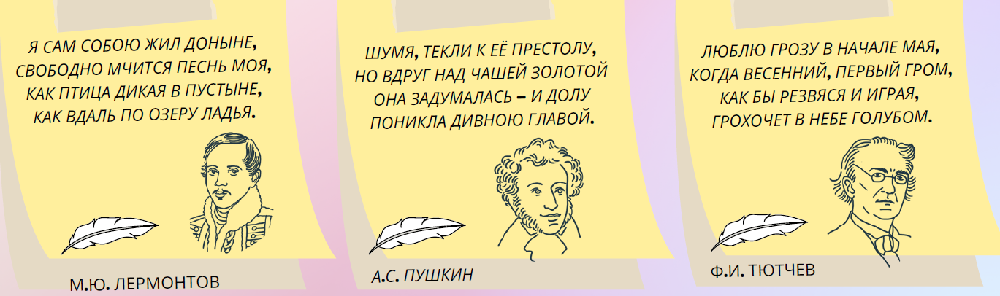 Я САМ СОБОЮ ЖИЛ ДОНЫНЕ,
СВОБОДНО МЧИТСЯ ПЕСНЬ МОЯ,
КАК ПТИЦА ДИКАЯ В ПУСТЫНЕ,
КАК ВДАЛЬ ПО ОЗЕРУ ЛАДЬЯ.
М.Ю. ЛЕРМОНТОВ
ШУМЯ, ТЕКЛИ К ЕЁ ПРЕСТОЛУ,
НО ВДРУГ НАД ЧАШЕЙ ЗОЛОТОЙ
ОНА ЗАДУМАЛАСЬ – И ДОЛУ
ПОНИКЛА ДИВНОЮ ГЛАВОЙ.
А.С. ПУШКИН
ЛЮБЛЮ ГРОЗУ В НАЧАЛЕ МАЯ,
КОГДА ВЕСЕННИЙ, ПЕРВЫЙ ГРОМ,
КАК БЫ РЕЗВЯСЯ И ИГРАЯ,
ГРОХОЧЕТ В НЕБЕ ГОЛУБОМ.
Ф.И. ТЮТЧЕВ